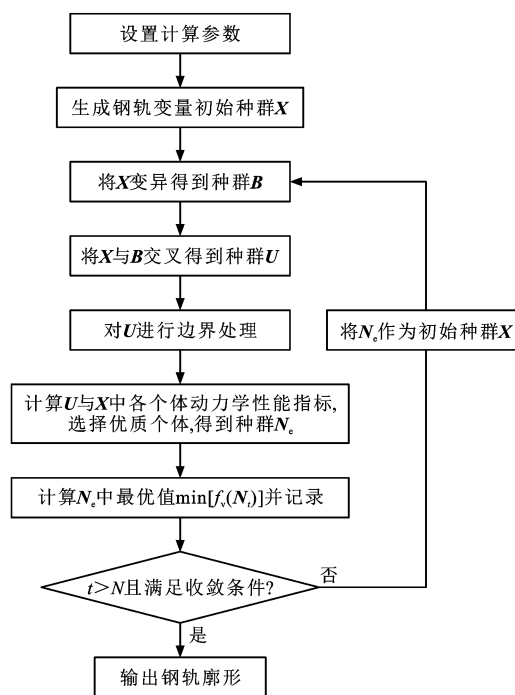 设置计算参数
生成钢轨变量初始种群X
将X变异得到种群B
将X与B交叉得到种群U
对U进行边界处理
将Ne作为初始种群X
计算U与X中各个体动力学性能指标,
选择优质个体,得到种群Ne
计算Ne中最优值min[fv(Nt)]并记录
t>N且满足收敛条件?
否
是
输出钢轨廓形